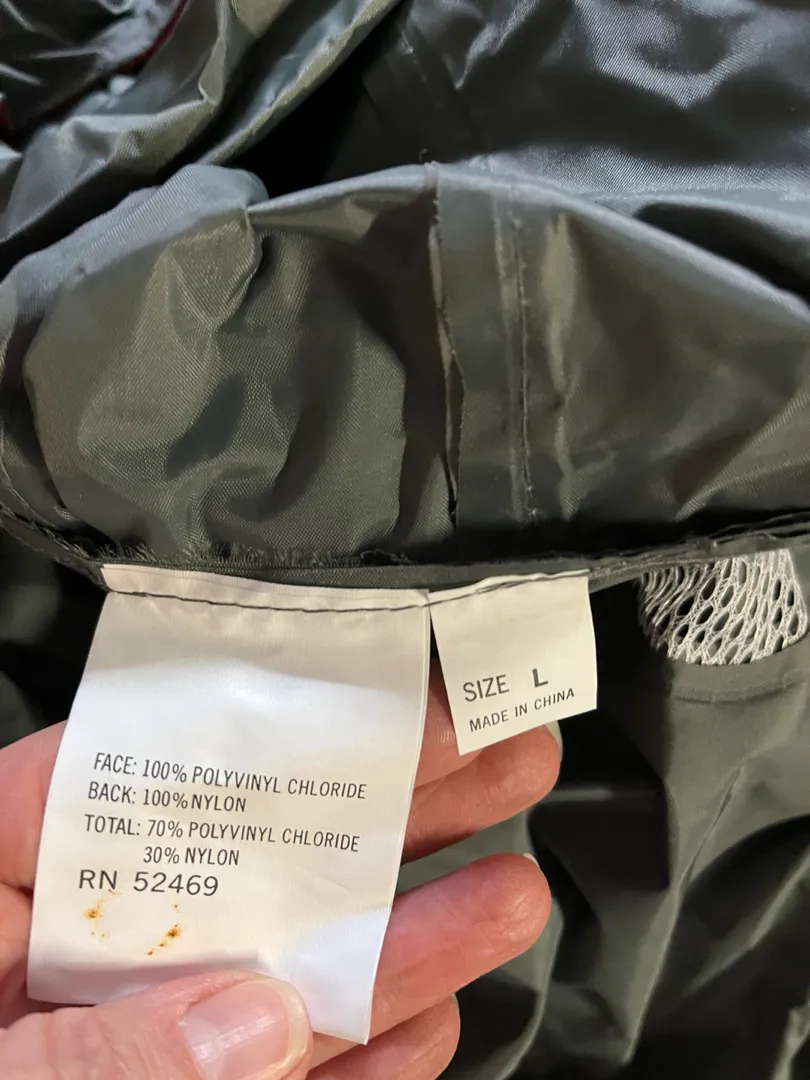 FACE: 100% POLYVINYL CHLORIDE
BACK: 100% NYLON
TOTAL: 70% POLYVINYL CHLORIDE
30% NYLON
RN 52469
SIZE L
MADE IN CHINA